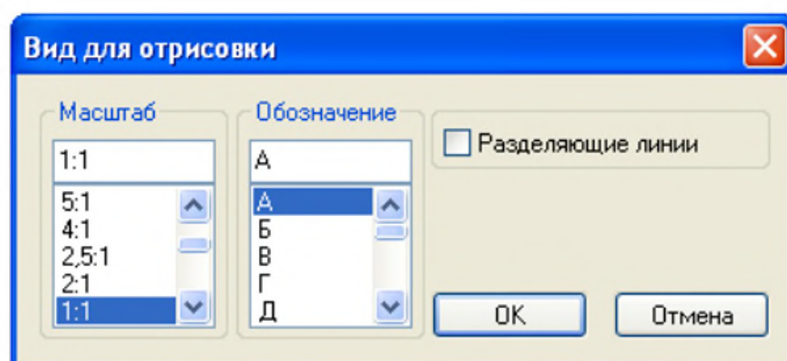 Вид для отрисовки
Масштаб
Обозначение
1:1
А
Разделяющие линии
5:1
4:1
2,5:1
2:1
1:1
А
Б
В
Г
Д
OK
Отмена